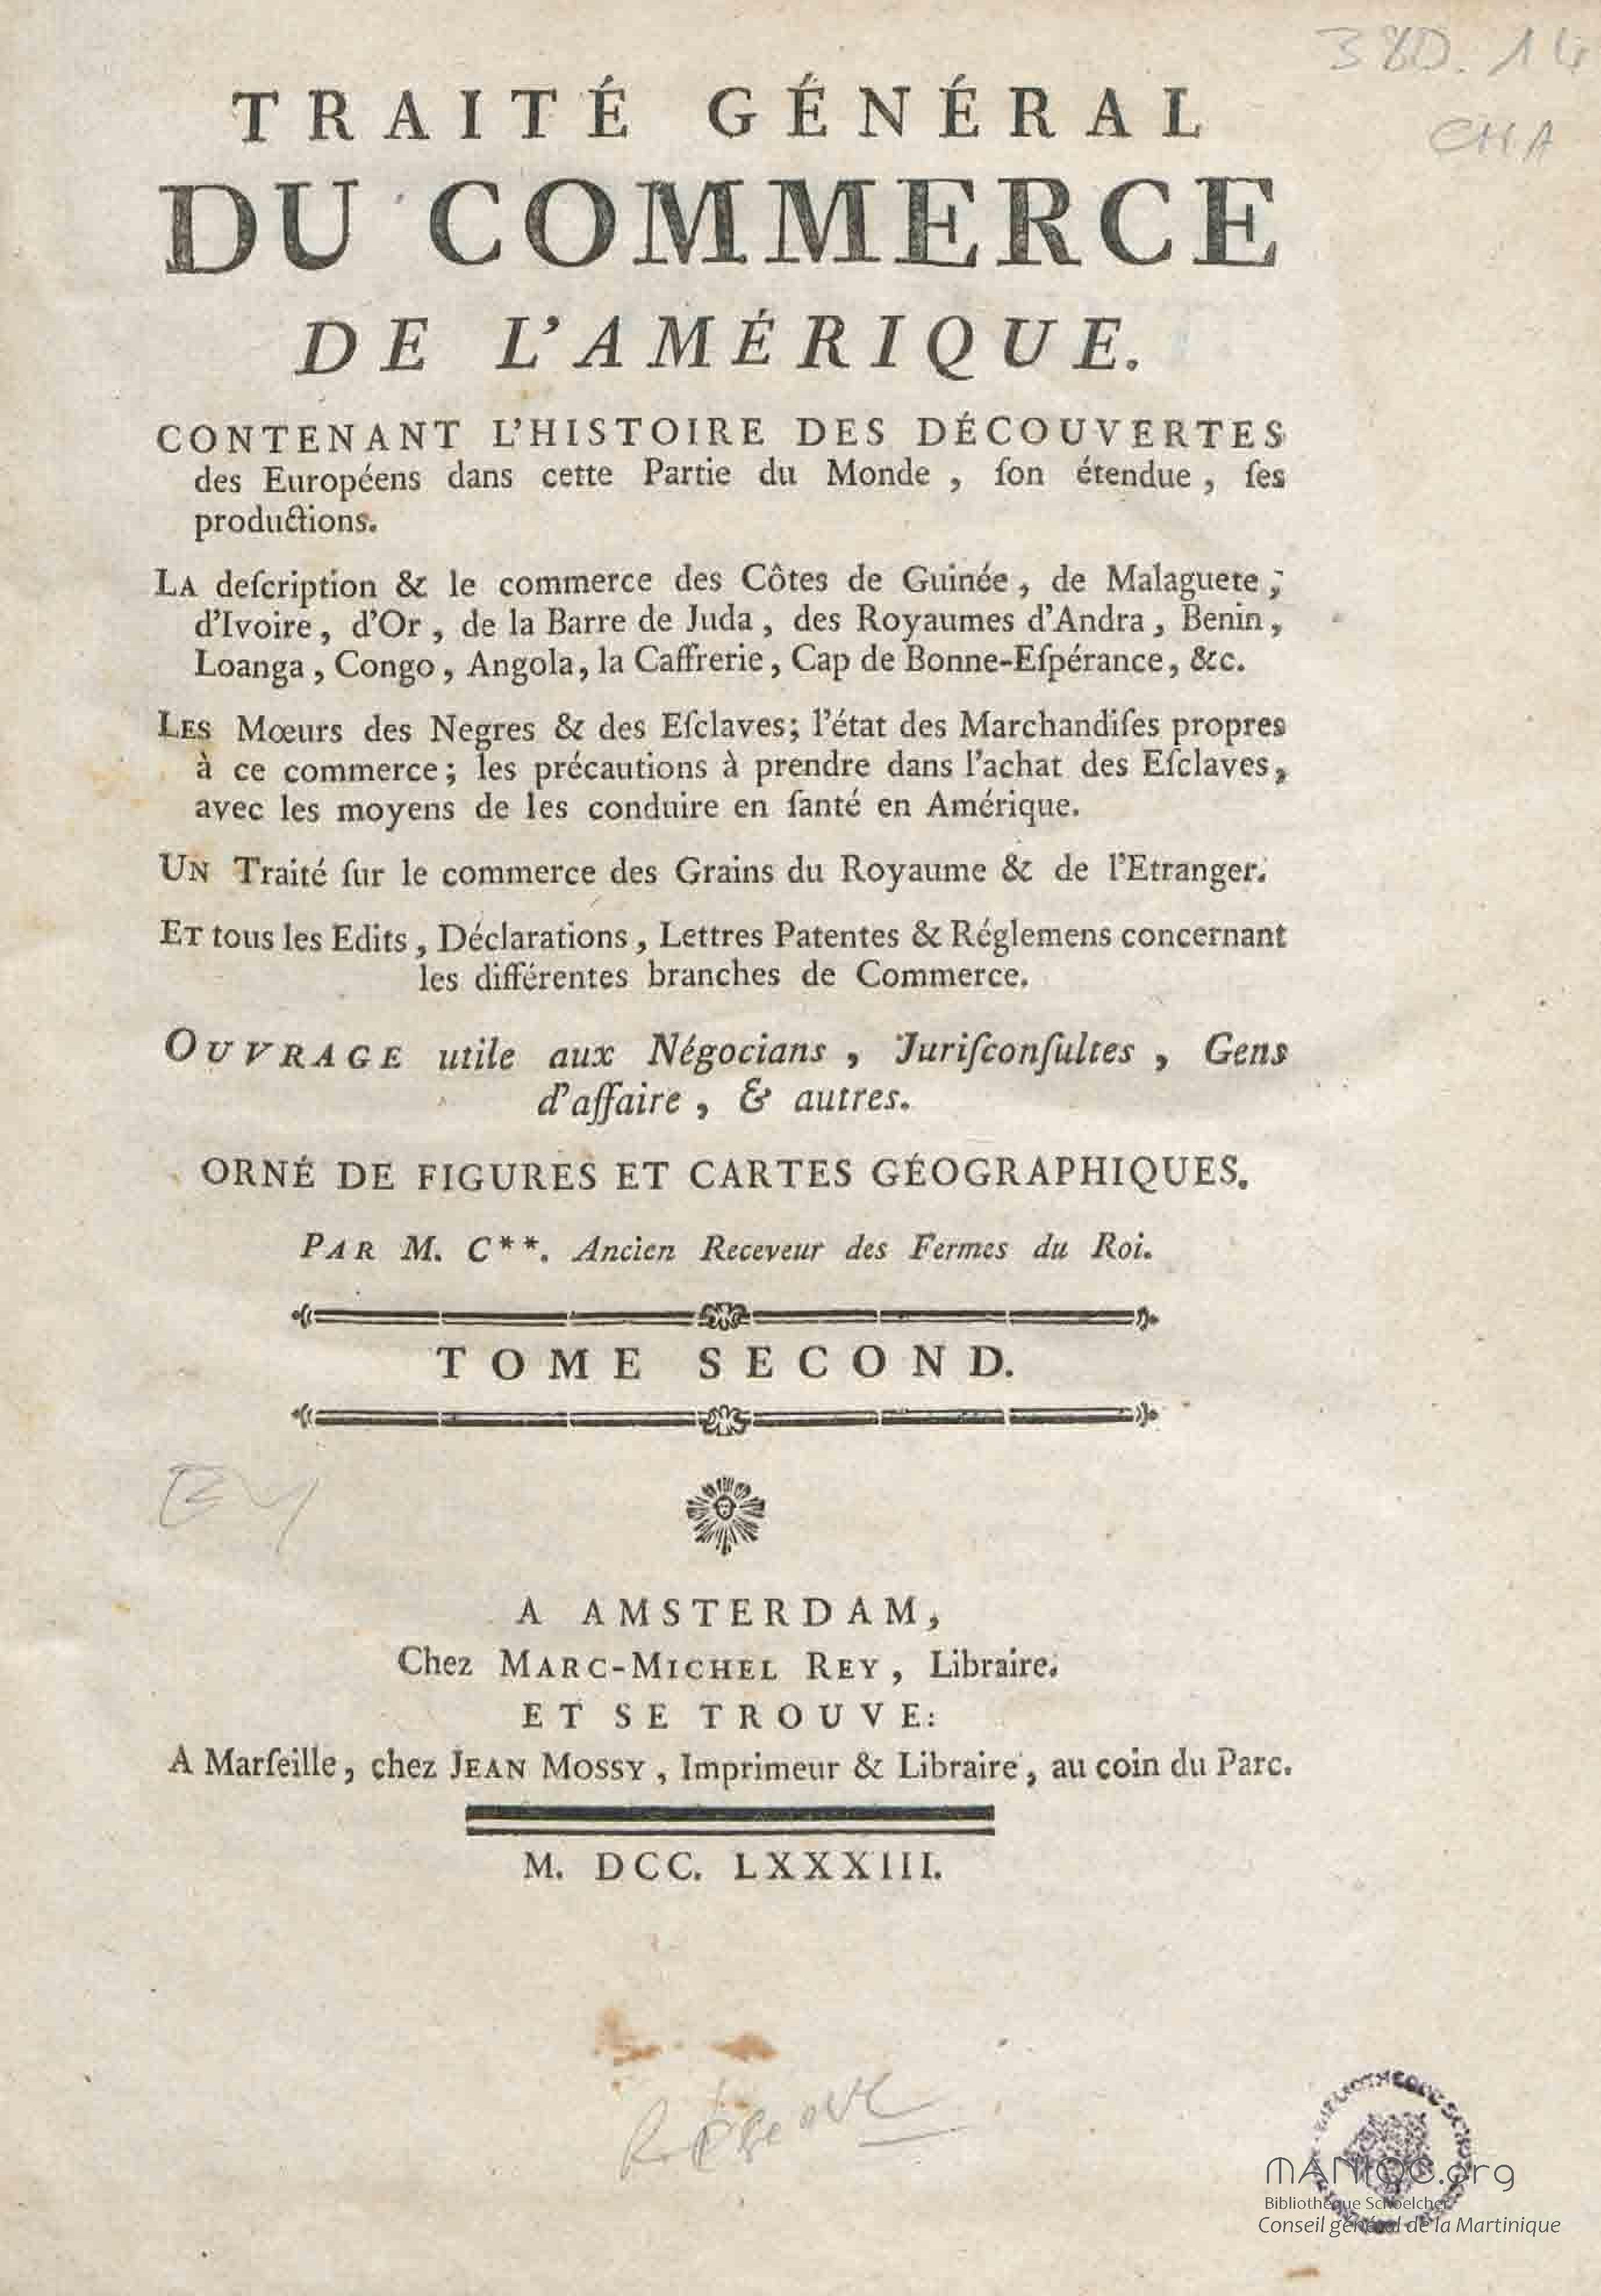 380.14
CHA
TRAITÉ GÉNÉRAL
DU COMMERCE
DE L'AMÉRIQUE.
CONTENANT L'HISTOIRE DES DÉCOUVERTES
des Européens dans cette Partie du Monde, ſon étendue, ſes
productions.
LA deſcription & le commerce des Côtes de Guinée, de Malaguete,
d'Ivoire, d'Or, de la Barre de Juda, des Royaumes d'Andra, Benin,
Loanga, Congo, Angola, la Caffrerie, Cap de Bonne-Eſpérance, &c.
LES Mœurs des Negres & des Eſclaves; l'état des Marchandiſes propres
à ce commerce; les précautions à prendre dans l'achat des Eſclaves,
avec les moyens de les conduire en ſanté en Amérique.
UN Traité ſur le commerce des Grains du Royaume & de l'Etranger.
ET tous les Edits, Déclarations, Lettres Patentes & Réglemens concernant
les différentes branches de Commerce.
OUVRAGE utile aux Négocians, Juriſconſultes, Gens
d'affaire, & autres.
ORNÉ DE FIGURES ET CARTES GÉOGRAPHIQUES.
PAR M. C**. Ancien Receveur des Fermes du Roi.
TOME SECOND.
A AMSTERDAM,
Chez MARC-MICHEL REY, Libraire.
ET SE TROUVE:
A Marſeille, chez JEAN MOSSY, Imprimeur & Libraire, au coin du Parc.
M. DCC. LXXXIII.
MANIOC.org
Bibliothèque Schoelcher
Conseil général de la Martinique